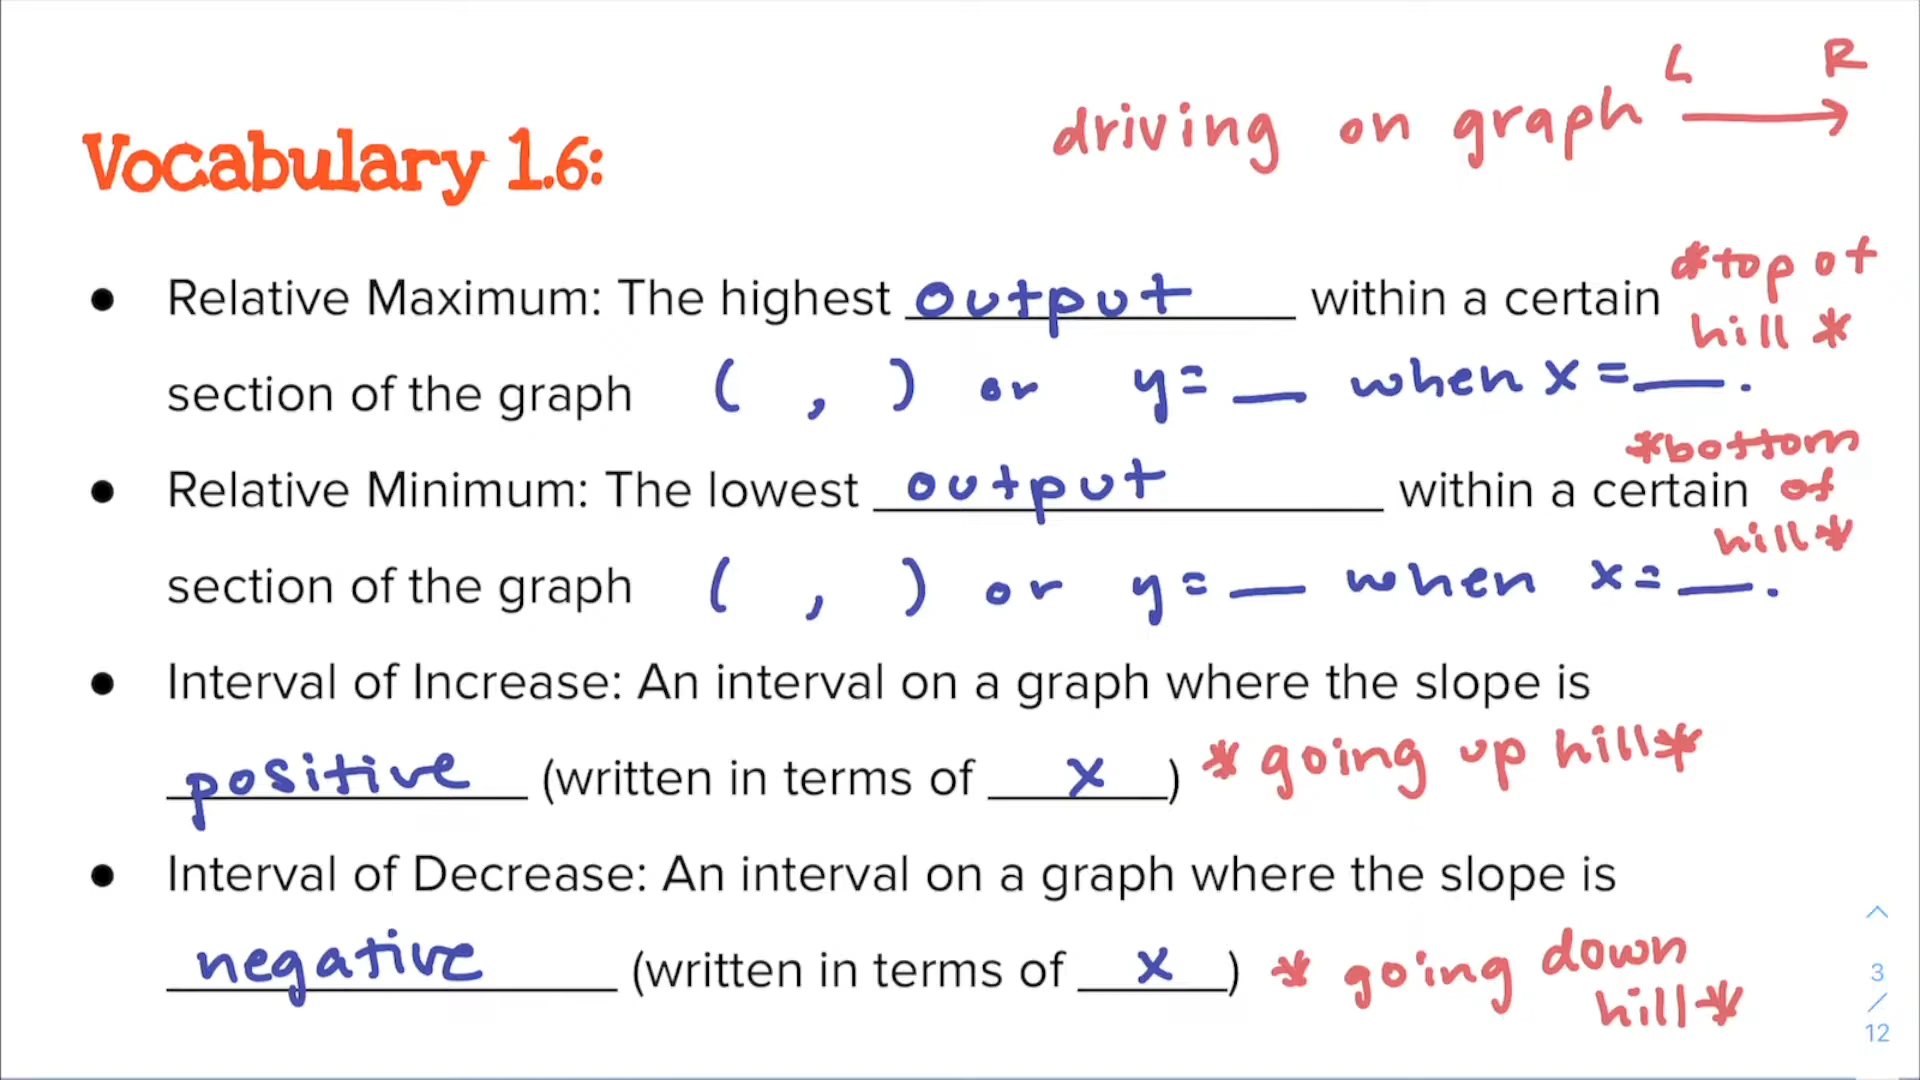 L R
driving on graph
Vocabulary 1.6:
*top of
● Relative Maximum: The highest output within a certain
hill *
section of the graph ( , ) or y = __ when x = __.
*bottom
● Relative Minimum: The lowest output within a certain of
hill*
section of the graph ( , ) or y = __ when x = __.
● Interval of Increase: An interval on a graph where the slope is
positive (written in terms of x) * going up hill*
● Interval of Decrease: An interval on a graph where the slope is
negative (written in terms of x) * going down
hill*
3
/
12